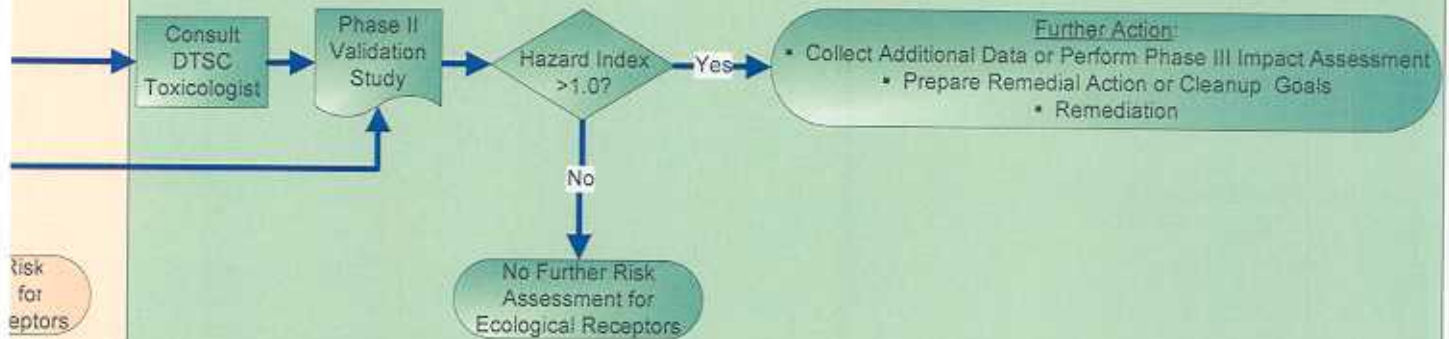 Consult
DTSC
Toxicologist
Phase II
Validation
Study
Hazard Index
>1.0?
Yes
Further Action:
▪ Collect Additional Data or Perform Phase III Impact Assessment
▪ Prepare Remedial Action or Cleanup Goals
▪ Remediation
No
No Further Risk
Assessment for
Ecological Receptors
Risk
for
eptors